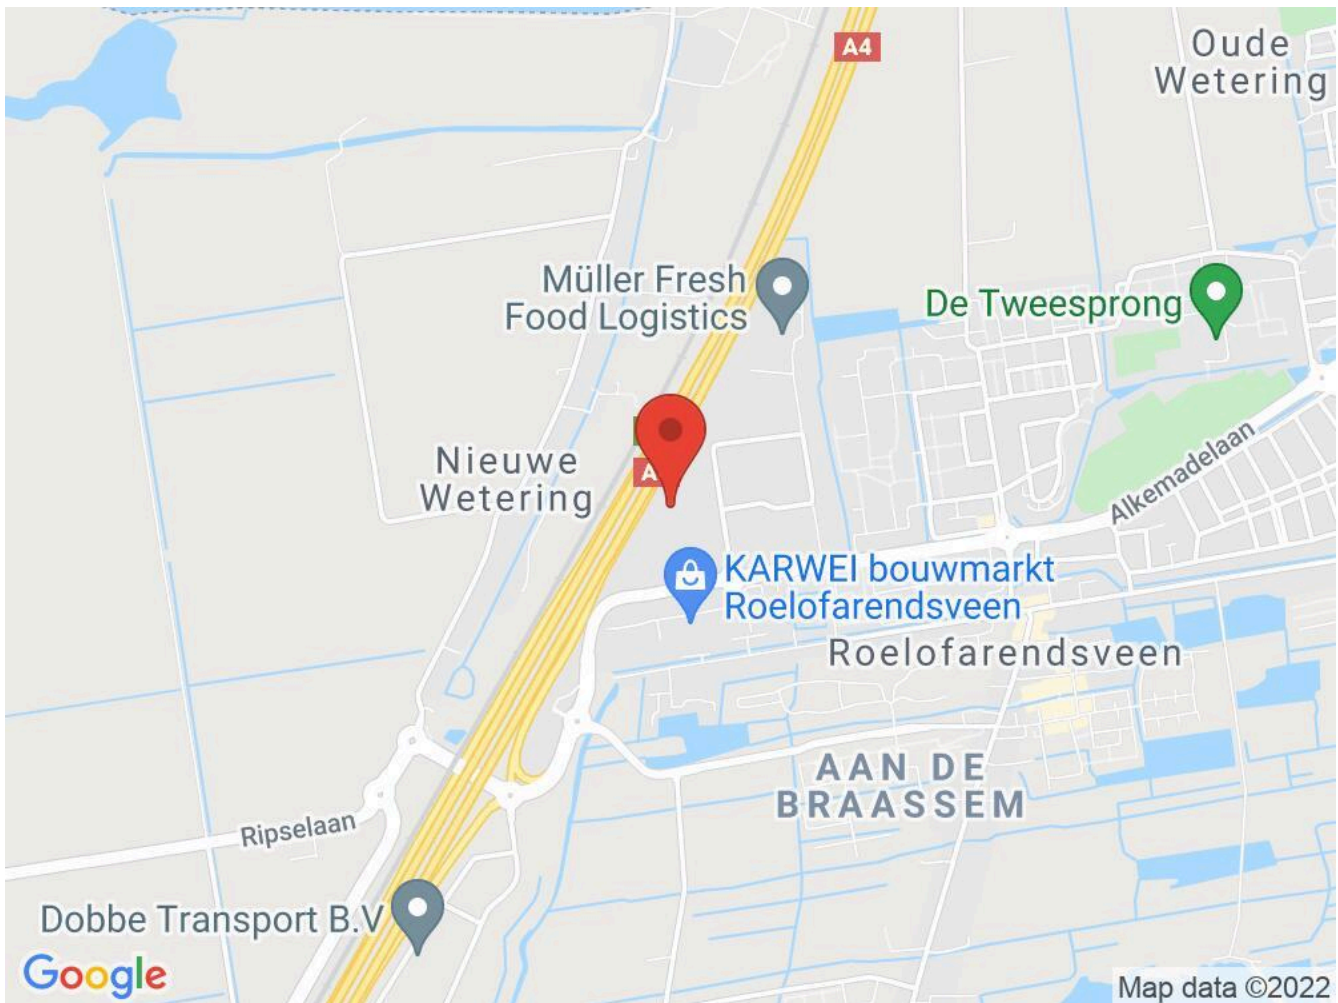 A4
Oude
Wetering
Müller Fresh
Food Logistics
De Tweesprong
Nieuwe
Wetering
A
Alkemadelaan
KARWEI bouwmarkt
Roelofarendsveen
Roelofarendsveen
AAN DE
BRAASSEM
Ripselaan
Dobbe Transport B.V
Google
Map data ©2022